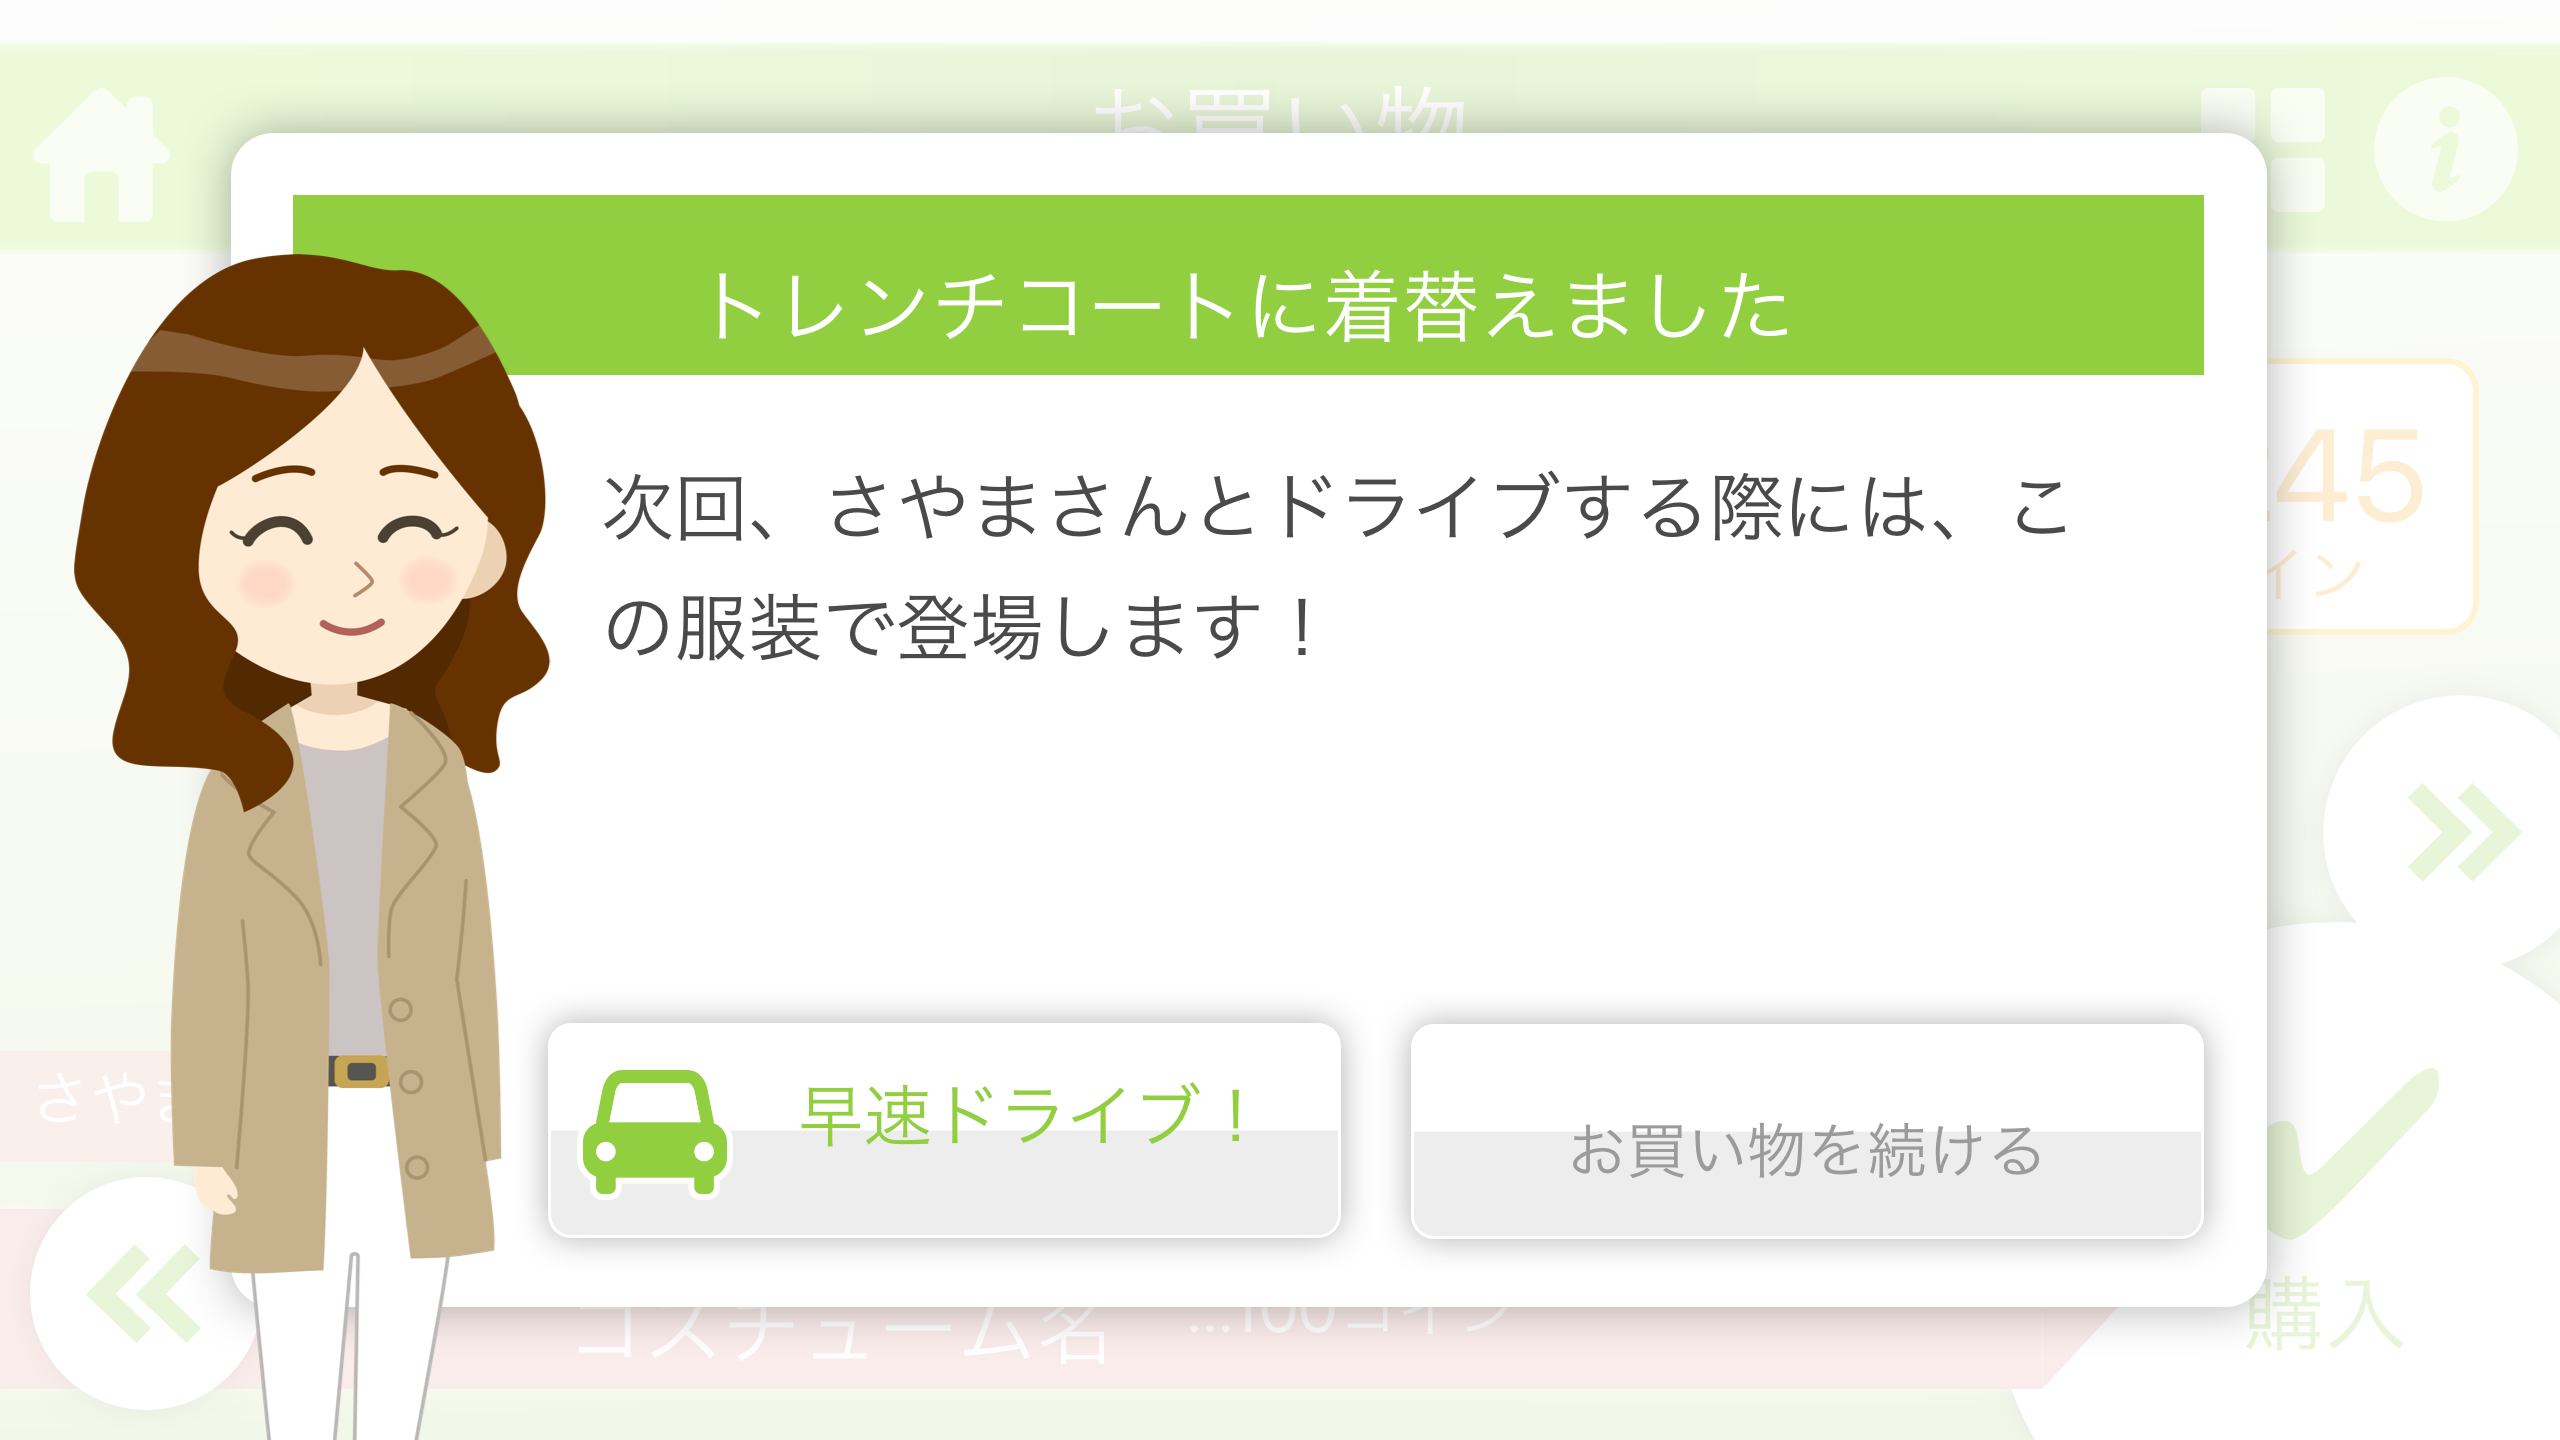 お買い物
トレンチコートに着替えました
次回、さやまさんとドライブする際には、こ
の服装で登場します！
45
イン
さやま
早速ドライブ！
お買い物を続ける
コスチューム名 …100コイン
購入